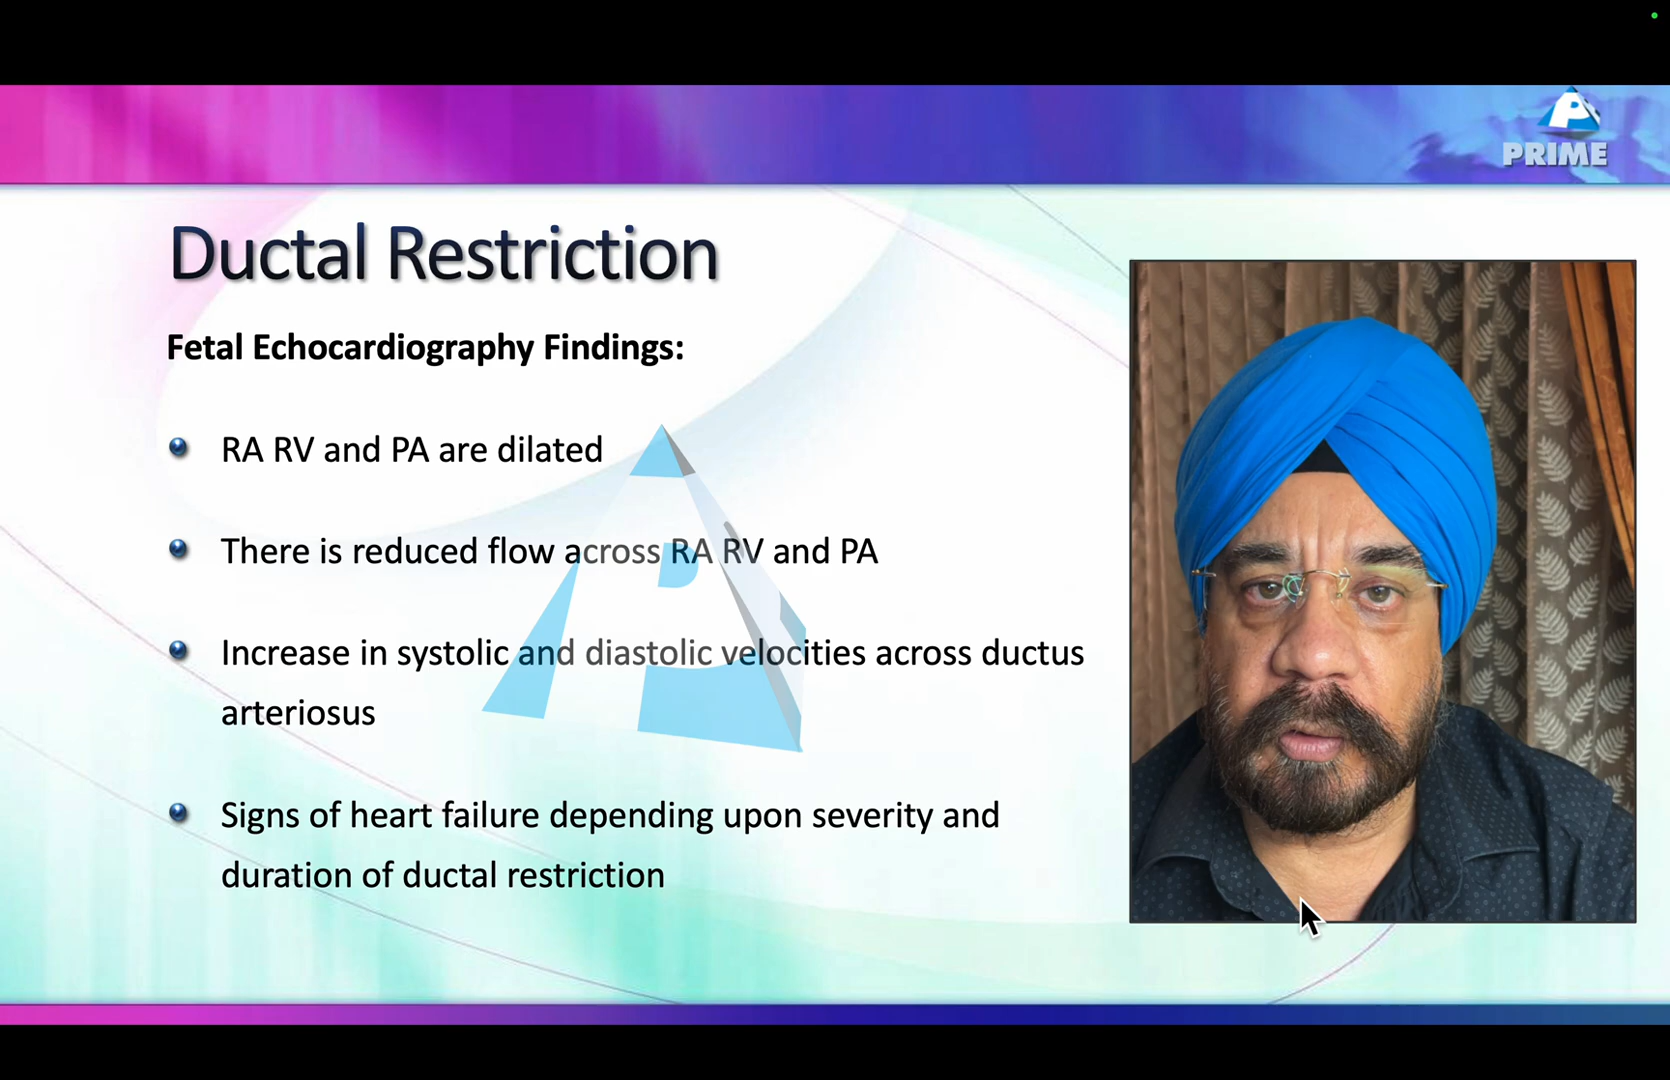 PRIME
Ductal Restriction
Fetal Echocardiography Findings:
RA RV and PA are dilated
There is reduced flow across RA RV and PA
Increase in systolic and diastolic velocities across ductus
arteriosus
Signs of heart failure depending upon severity and
duration of ductal restriction